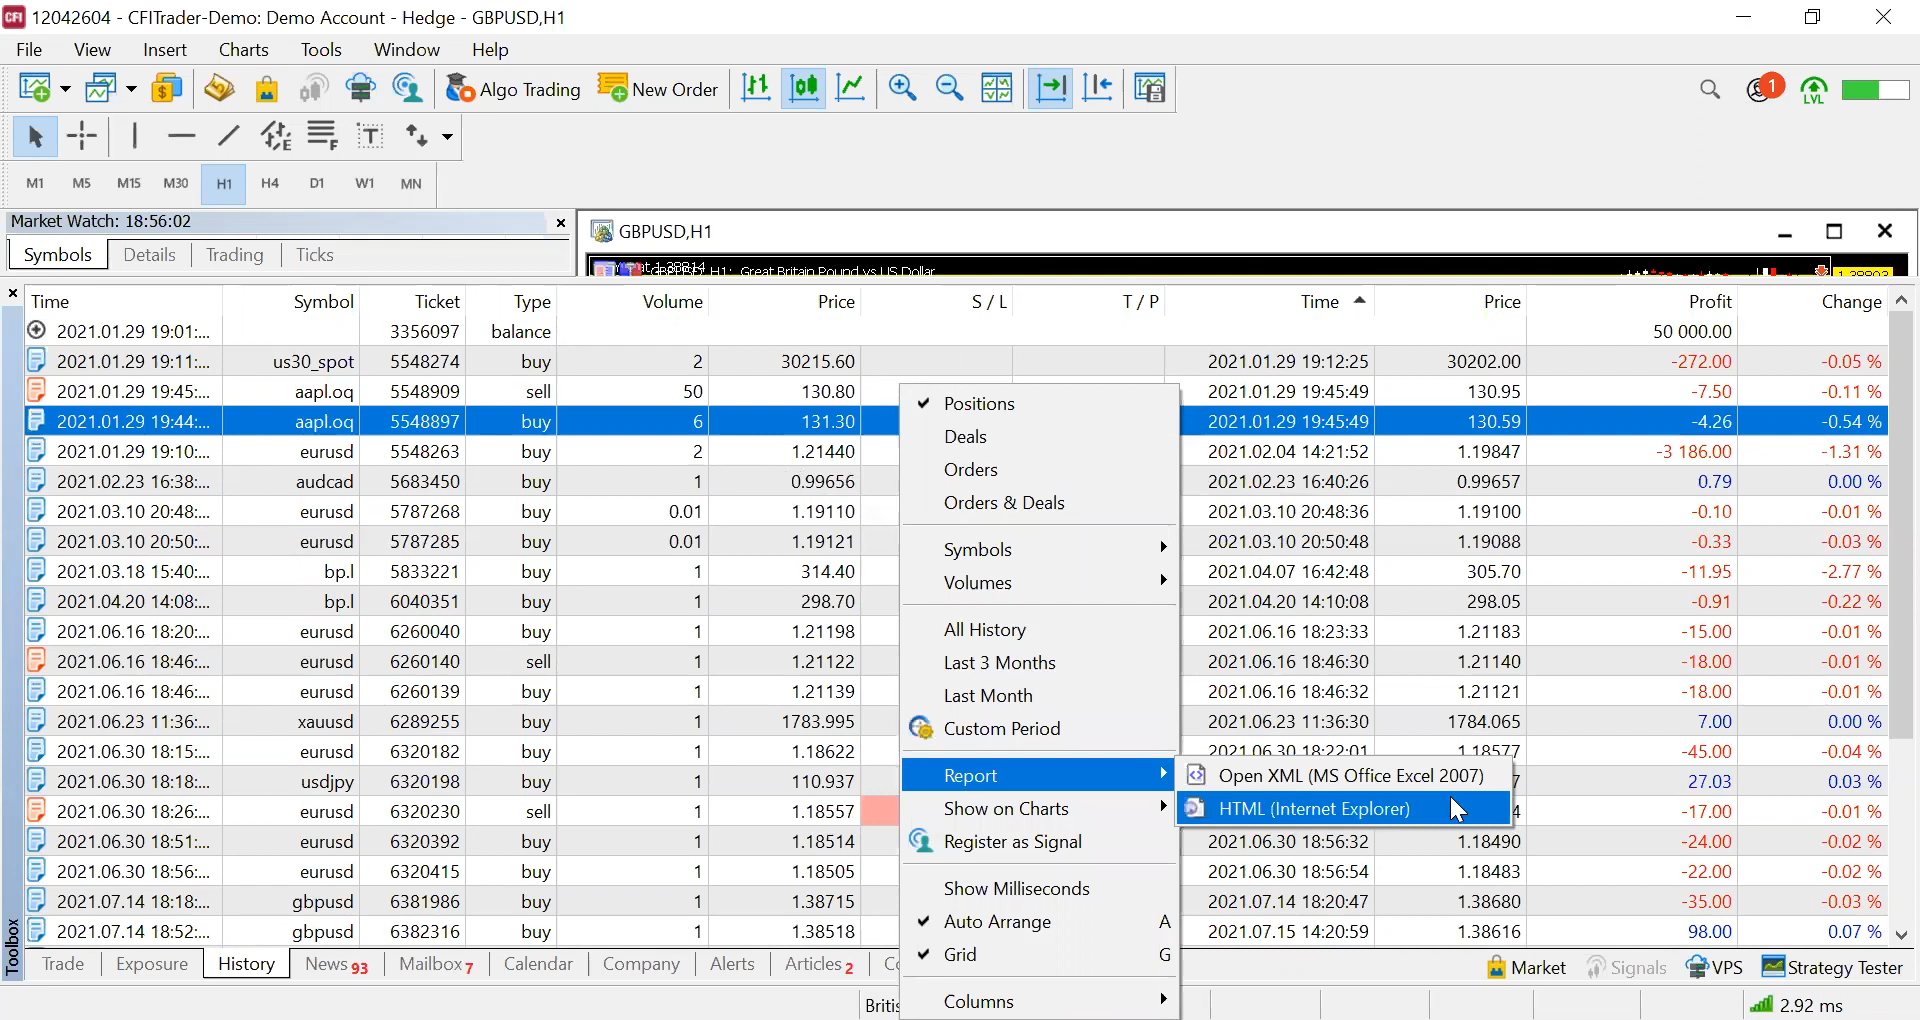 CFI 12042604 - CFITrader-Demo: Demo Account - Hedge - GBPUSD,H1
File View Insert Charts Tools Window Help
Algo Trading New Order 1 LVL
E F T
M1 M5 M15 M30 H1 H4 D1 W1 MN
Market Watch: 18:56:02
GBPUSD,H1
Symbols Details Trading Ticks
GBPUSD, H1: Great Britain Pound vs US Dollar
Time Symbol Ticket Type Volume Price S / L T / P Time Price Profit Change
2021.01.29 19:01:... 3356097 balance 50 000.00
2021.01.29 19:11:... us30_spot 5548274 buy 2 30215.60 2021.01.29 19:12:25 30202.00 -272.00 -0.05 %
2021.01.29 19:45:... aapl.oq 5548909 sell 50 130.80 2021.01.29 19:45:49 130.95 -7.50 -0.11 %
2021.01.29 19:44:... aapl.oq 5548897 buy 6 131.30 2021.01.29 19:45:49 130.59 -4.26 -0.54 %
2021.01.29 19:10:... eurusd 5548263 buy 2 1.21440 2021.02.04 14:21:52 1.19847 -3 186.00 -1.31 %
2021.02.23 16:38:... audcad 5683450 buy 1 0.99656 2021.02.23 16:40:26 0.99657 0.79 0.00 %
2021.03.10 20:48:... eurusd 5787268 buy 0.01 1.19110 2021.03.10 20:48:36 1.19100 -0.10 -0.01 %
2021.03.10 20:50:... eurusd 5787285 buy 0.01 1.19121 2021.03.10 20:50:48 1.19088 -0.33 -0.03 %
2021.03.18 15:40:... bp.l 5833221 buy 1 314.40 2021.04.07 16:42:48 305.70 -11.95 -2.77 %
2021.04.20 14:08:... bp.l 6040351 buy 1 298.70 2021.04.20 14:10:08 298.05 -0.91 -0.22 %
2021.06.16 18:20:... eurusd 6260040 buy 1 1.21198 2021.06.16 18:23:33 1.21183 -15.00 -0.01 %
2021.06.16 18:46:... eurusd 6260140 sell 1 1.21122 2021.06.16 18:46:30 1.21140 -18.00 -0.01 %
2021.06.16 18:46:... eurusd 6260139 buy 1 1.21139 2021.06.16 18:46:32 1.21121 -18.00 -0.01 %
2021.06.23 11:36:... xauusd 6289255 buy 1 1783.995 2021.06.23 11:36:30 1784.065 7.00 0.00 %
2021.06.30 18:15:... eurusd 6320182 buy 1 1.18622 2021.06.30 18:22:01 1.18577 -45.00 -0.04 %
2021.06.30 18:18:... usdjpy 6320198 buy 1 110.937 7 27.03 0.03 %
2021.06.30 18:26:... eurusd 6320230 sell 1 1.18557 4 -17.00 -0.01 %
2021.06.30 18:51:... eurusd 6320392 buy 1 1.18514 2021.06.30 18:56:32 1.18490 -24.00 -0.02 %
2021.06.30 18:56:... eurusd 6320415 buy 1 1.18505 2021.06.30 18:56:54 1.18483 -22.00 -0.02 %
2021.07.14 18:18:... gbpusd 6381986 buy 1 1.38715 2021.07.14 18:20:47 1.38680 -35.00 -0.03 %
2021.07.14 18:52:... gbpusd 6382316 buy 1 1.38518 2021.07.15 14:20:59 1.38616 98.00 0.07 %
Positions
Deals
Orders
Orders & Deals
Symbols
Volumes
All History
Last 3 Months
Last Month
Custom Period
Report
Show on Charts
Register as Signal
Show Milliseconds
Auto Arrange A
Grid G
Columns
Open XML (MS Office Excel 2007)
HTML (Internet Explorer)
Toolbox
Trade Exposure History News 93 Mailbox 7 Calendar Company Alerts Articles 2 Market Signals VPS Strategy Tester
2.92 ms